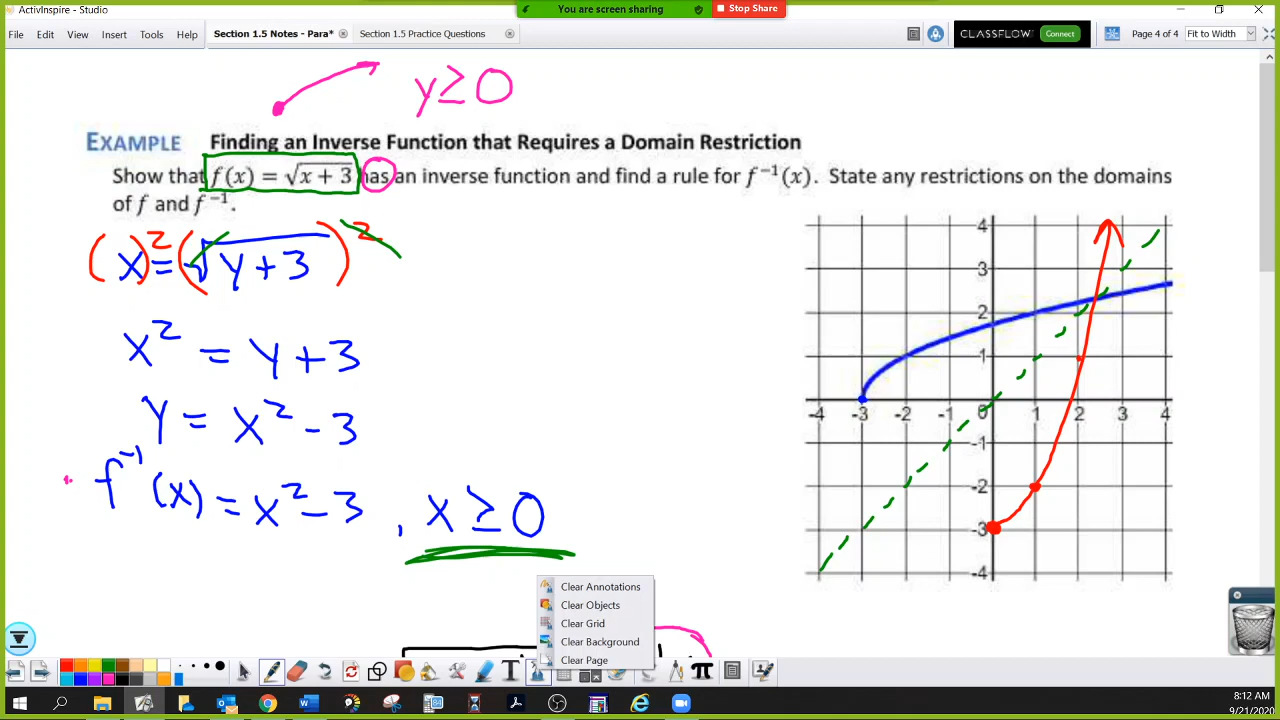 ActivInspire - Studio
You are screen sharing
Stop Share
File Edit View Insert Tools Help
Section 1.5 Notes - Para*
Section 1.5 Practice Questions
CLASSFLOW Connect
Page 4 of 4
Fit to Width
y ≥ 0
EXAMPLE Finding an Inverse Function that Requires a Domain Restriction
Show that f(x) = √x + 3 has an inverse function and find a rule for f⁻¹(x). State any restrictions on the domains
of f and f⁻¹.
(x)² = (√y + 3)²
x² = y + 3
y = x² - 3
f⁻¹(x) = x² - 3, x ≥ 0
4
3
2
1
-4 -3 -2 -1 0 1 2 3 4
-1
-2
-3
-4
Clear Annotations
Clear Objects
Clear Grid
Clear Background
Clear Page
8:12 AM
9/21/2020